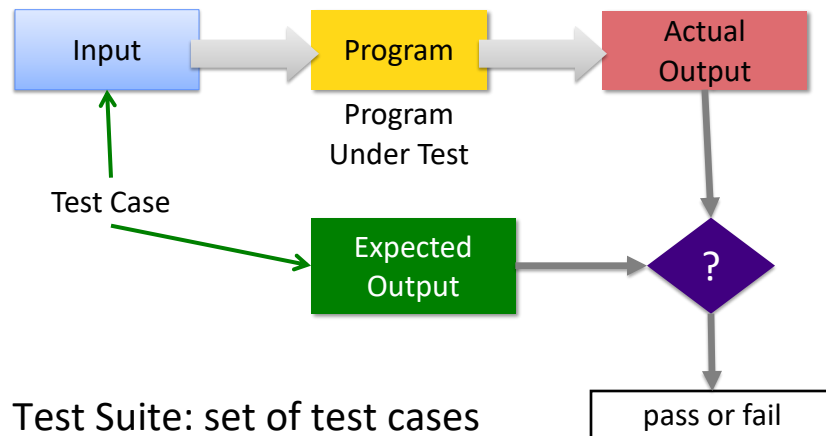 Input
Program
Actual
Output
Program
Under Test
Test Case
Expected
Output
?
Test Suite: set of test cases
pass or fail